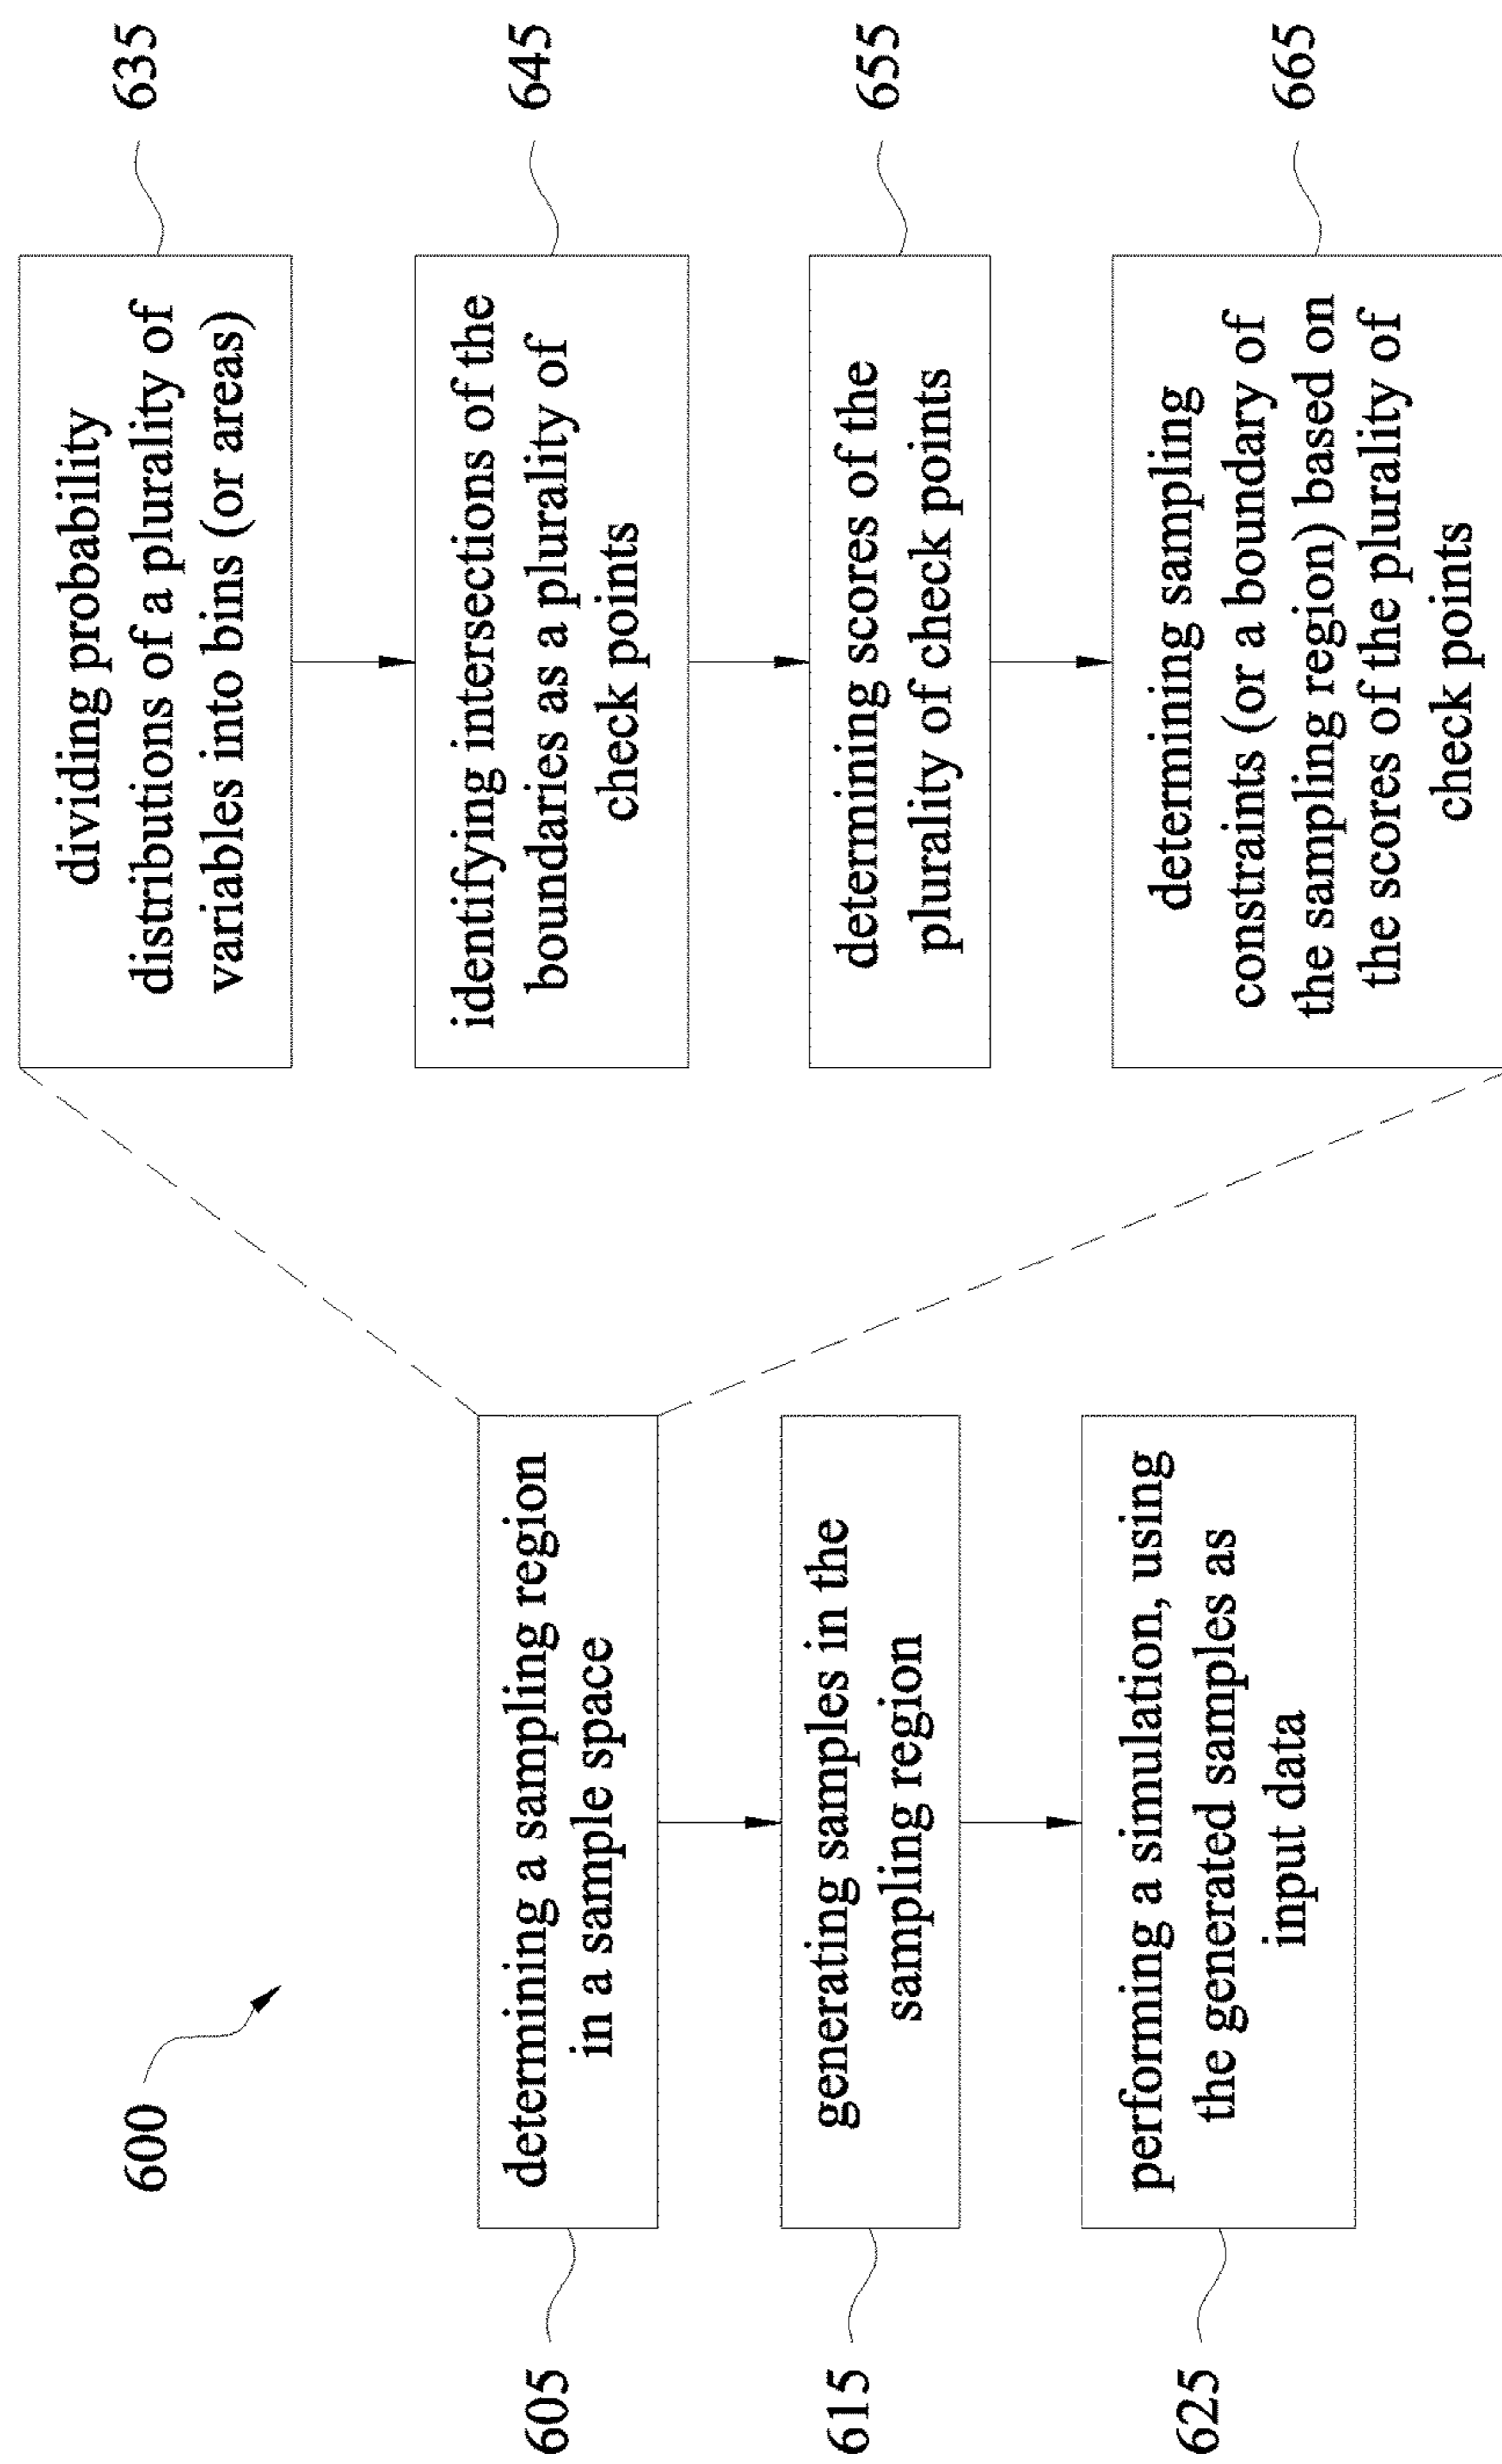 600
605
determining a sampling region
in a sample space
615
generating samples in the
sampling region
625
performing a simulation, using
the generated samples as
input data
635
dividing probability
distributions of a plurality of
variables into bins (or areas)
645
identifying intersections of the
boundaries as a plurality of
check points
655
determining scores of the
plurality of check points
665
determining sampling
constraints (or a boundary of
the sampling region) based on
the scores of the plurality of
check points